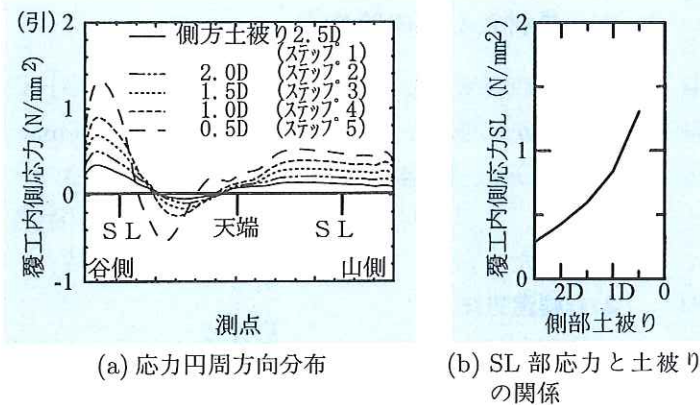 (引)
2
1
0
-1
覆工内側応力(N/mm2)
側方土被り2.5D
(ステップ1)
2.0D (ステップ2)
1.5D (ステップ3)
1.0D (ステップ4)
0.5D (ステップ5)
SL
天端
SL
谷側
山側
測点
(a) 応力円周方向分布
覆工内側応力SL (N/mm2)
2
1
0
2D 1D 0
側部土被り
(b) SL 部応力と土被り
の関係